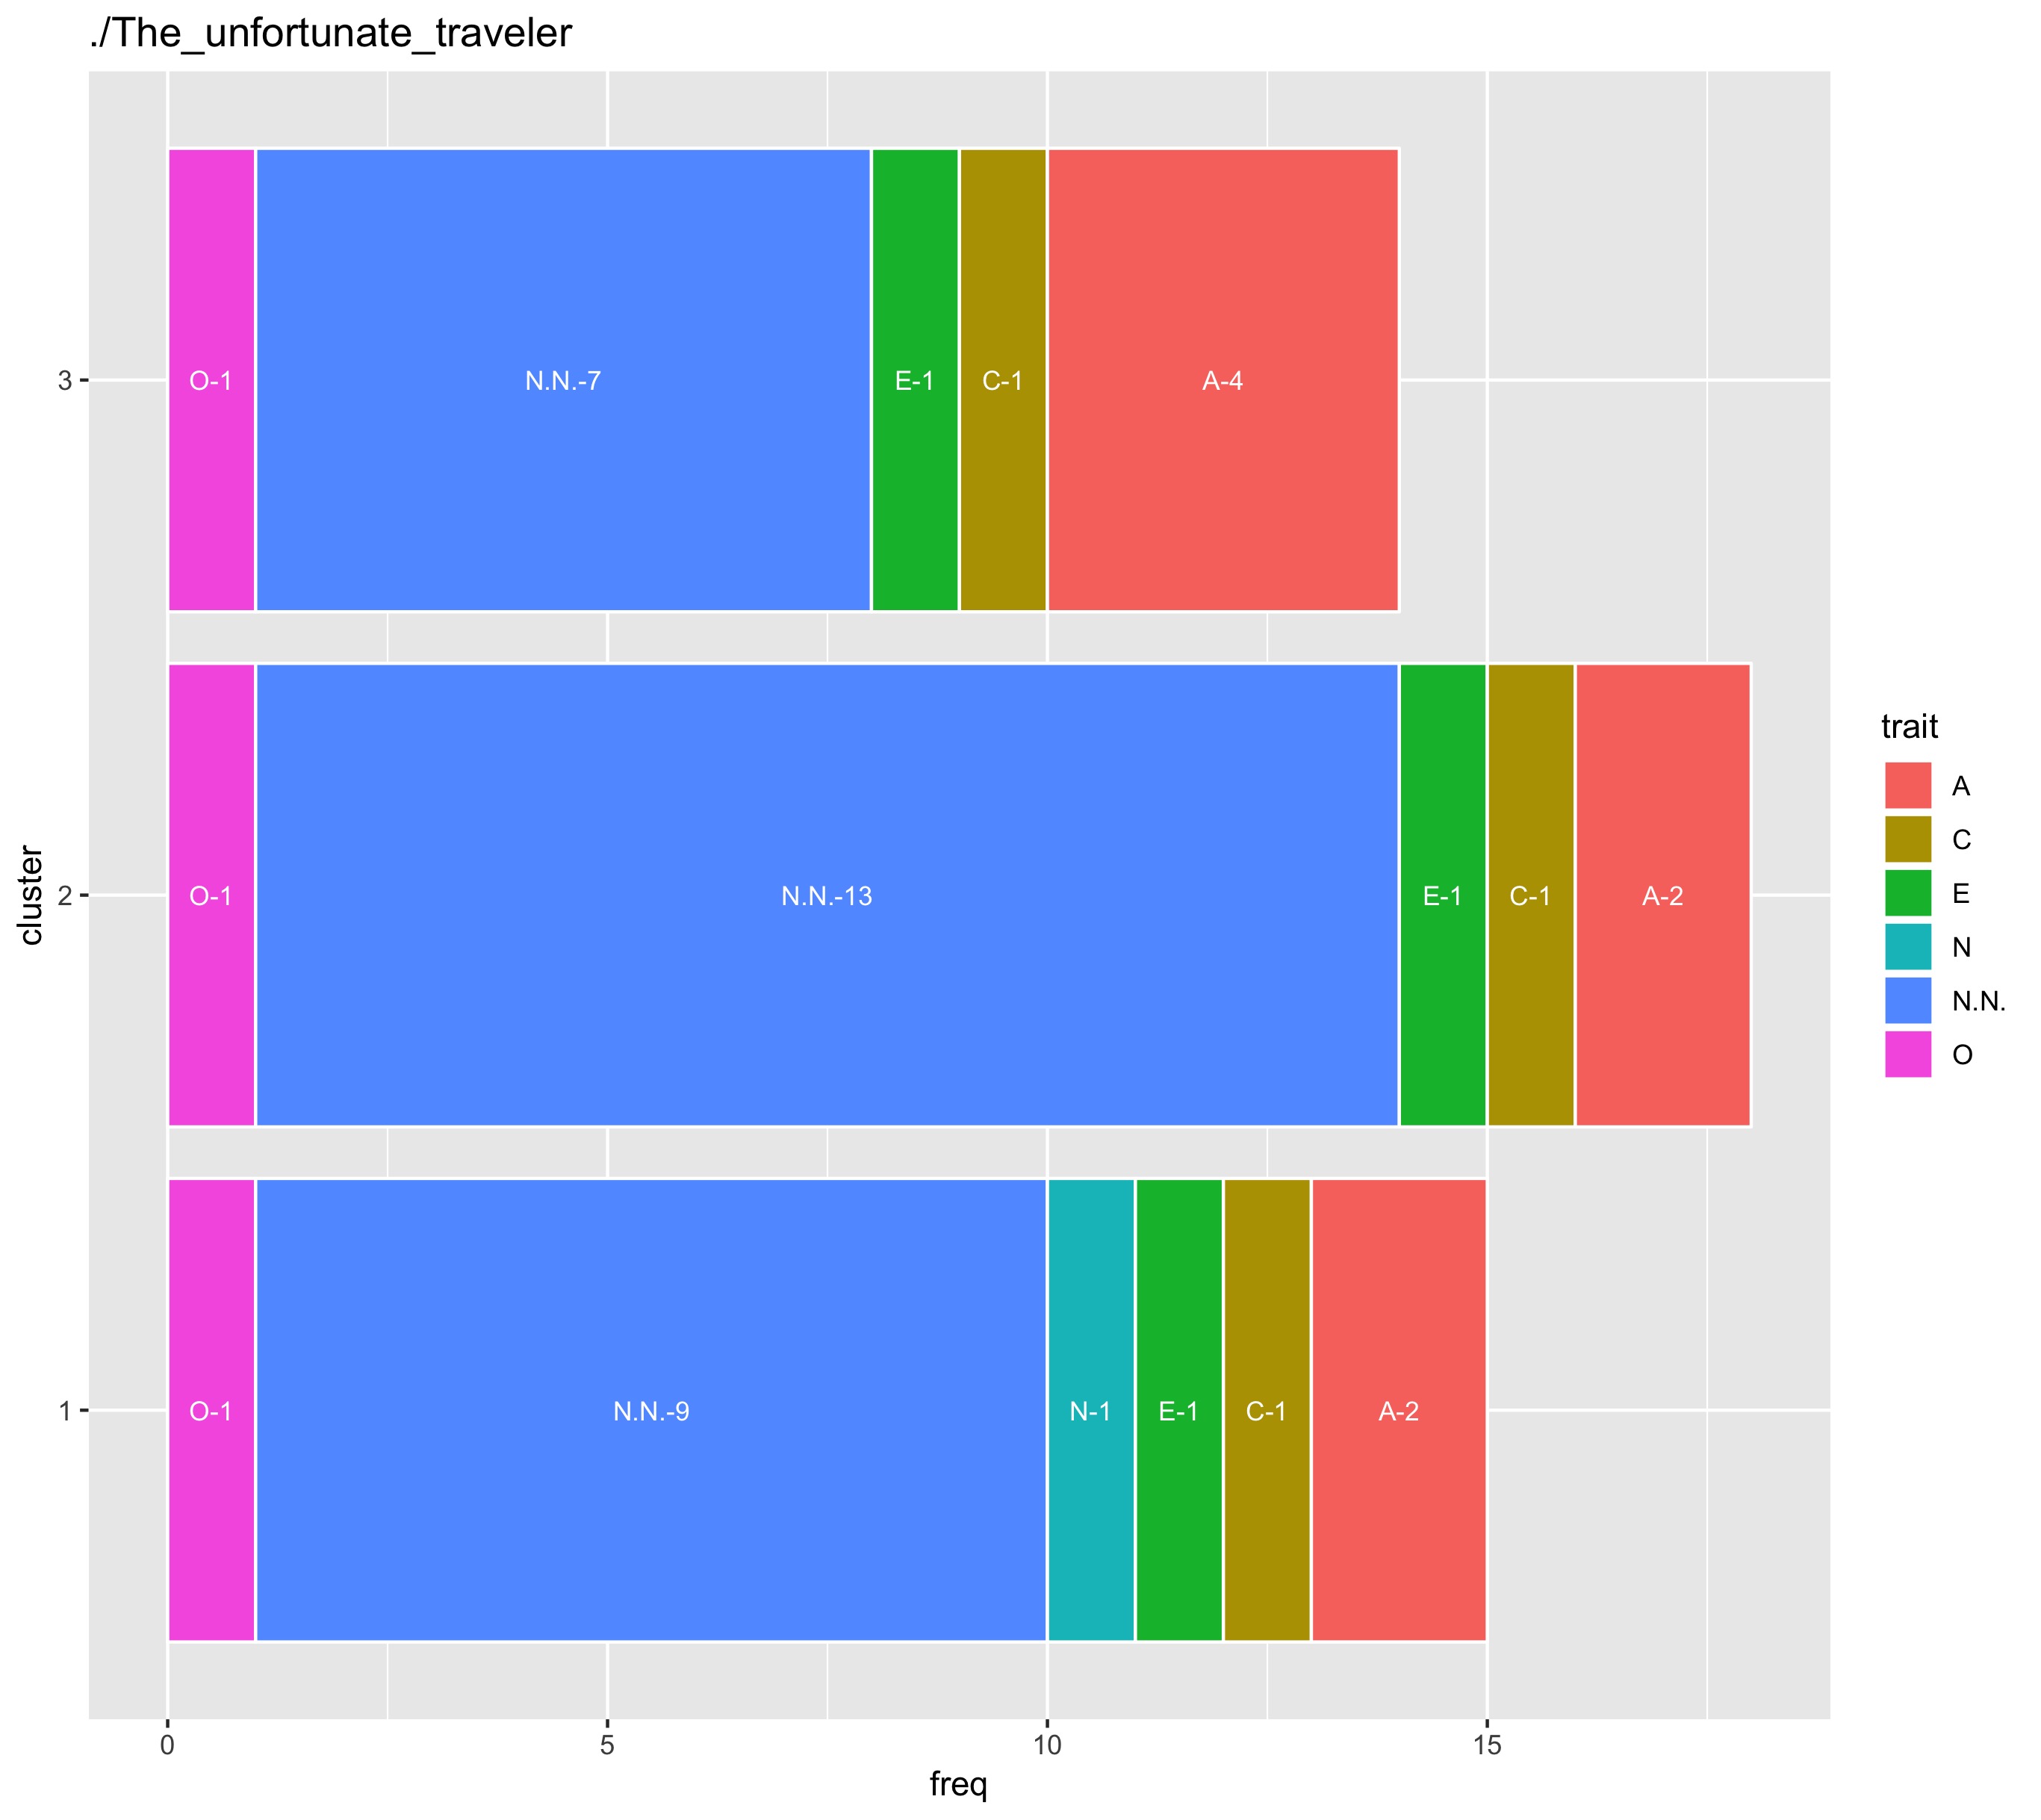 ./The_unfortunate_traveler
3
O-1 N.N.-7 E-1 C-1 A-4
2
O-1 N.N.-13 E-1 C-1 A-2
1
O-1 N.N.-9 N-1 E-1 C-1 A-2
cluster
0 5 10 15
freq
trait
A
C
E
N
N.N.
O